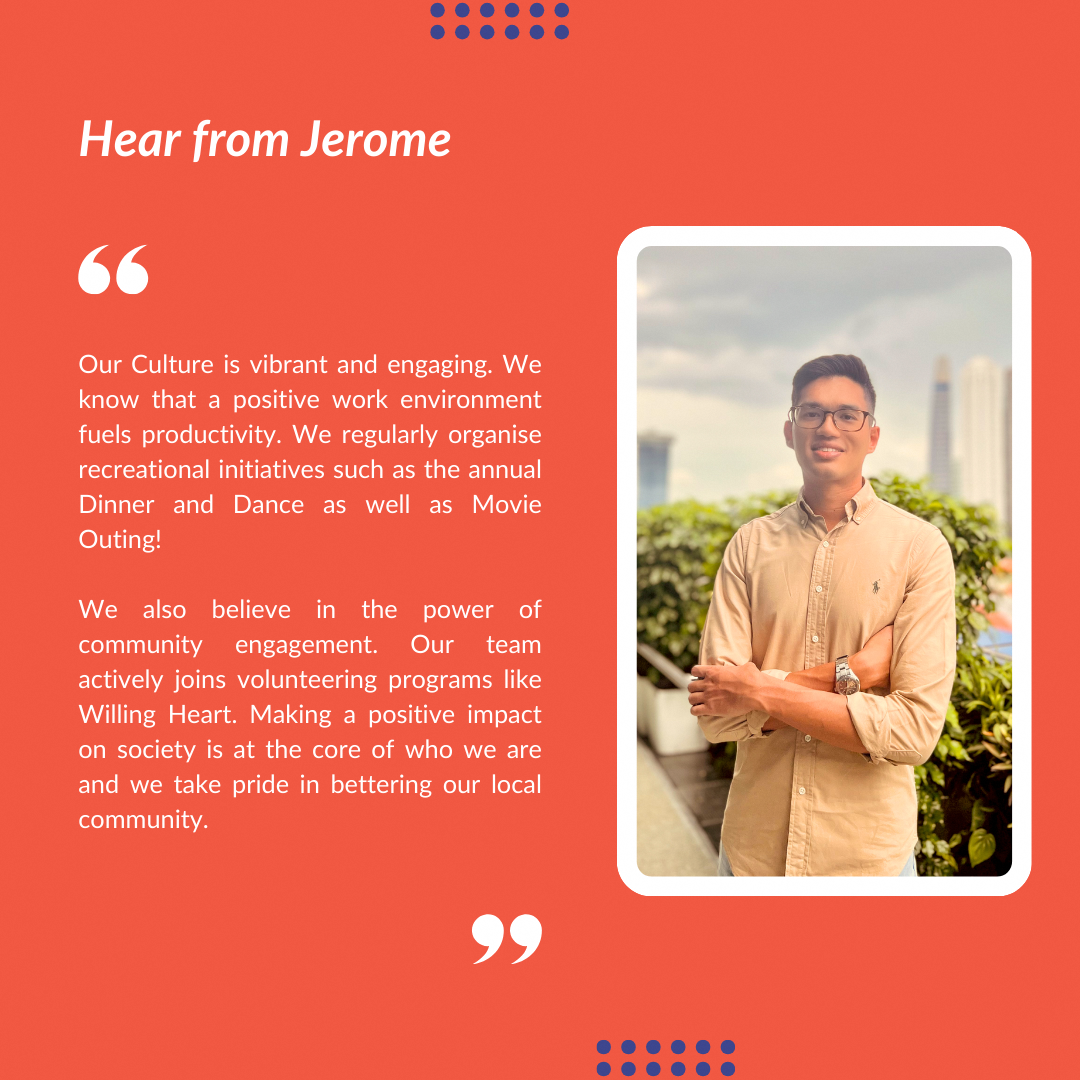 Hear from Jerome
“
Our Culture is vibrant and engaging. We
know that a positive work environment
fuels productivity. We regularly organise
recreational initiatives such as the annual
Dinner and Dance as well as Movie
Outing!
We also believe in the power of
community engagement. Our team
actively joins volunteering programs like
Willing Heart. Making a positive impact
on society is at the core of who we are
and we take pride in bettering our local
community.
”